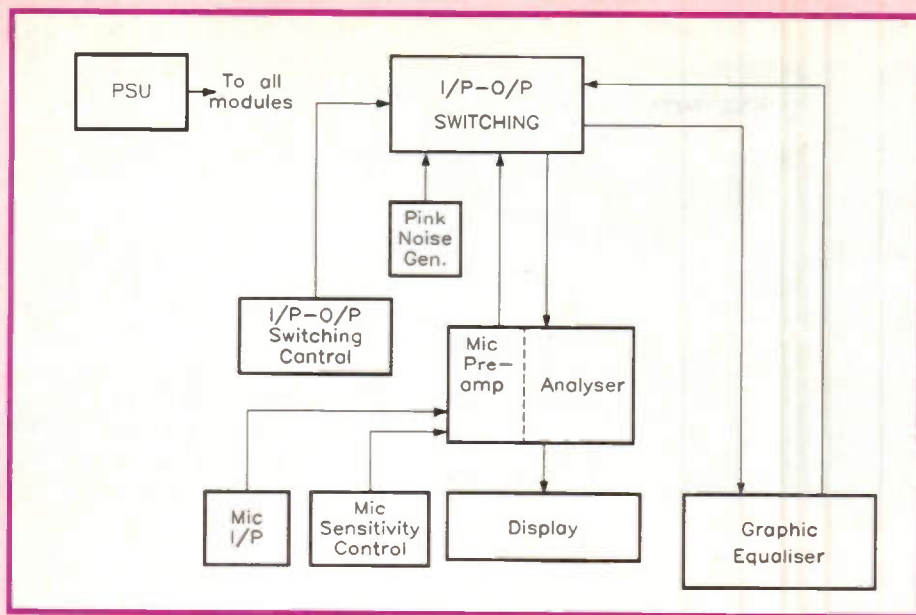 PSU
To all
modules
I/P-O/P
SWITCHING
Pink
Noise
Gen.
I/P-O/P
Switching
Cantral
Mic
Pre-
amp
Analyser
Mic
I/P
Mic
Sensitivity
Control
Display
Graphic
Equaliser